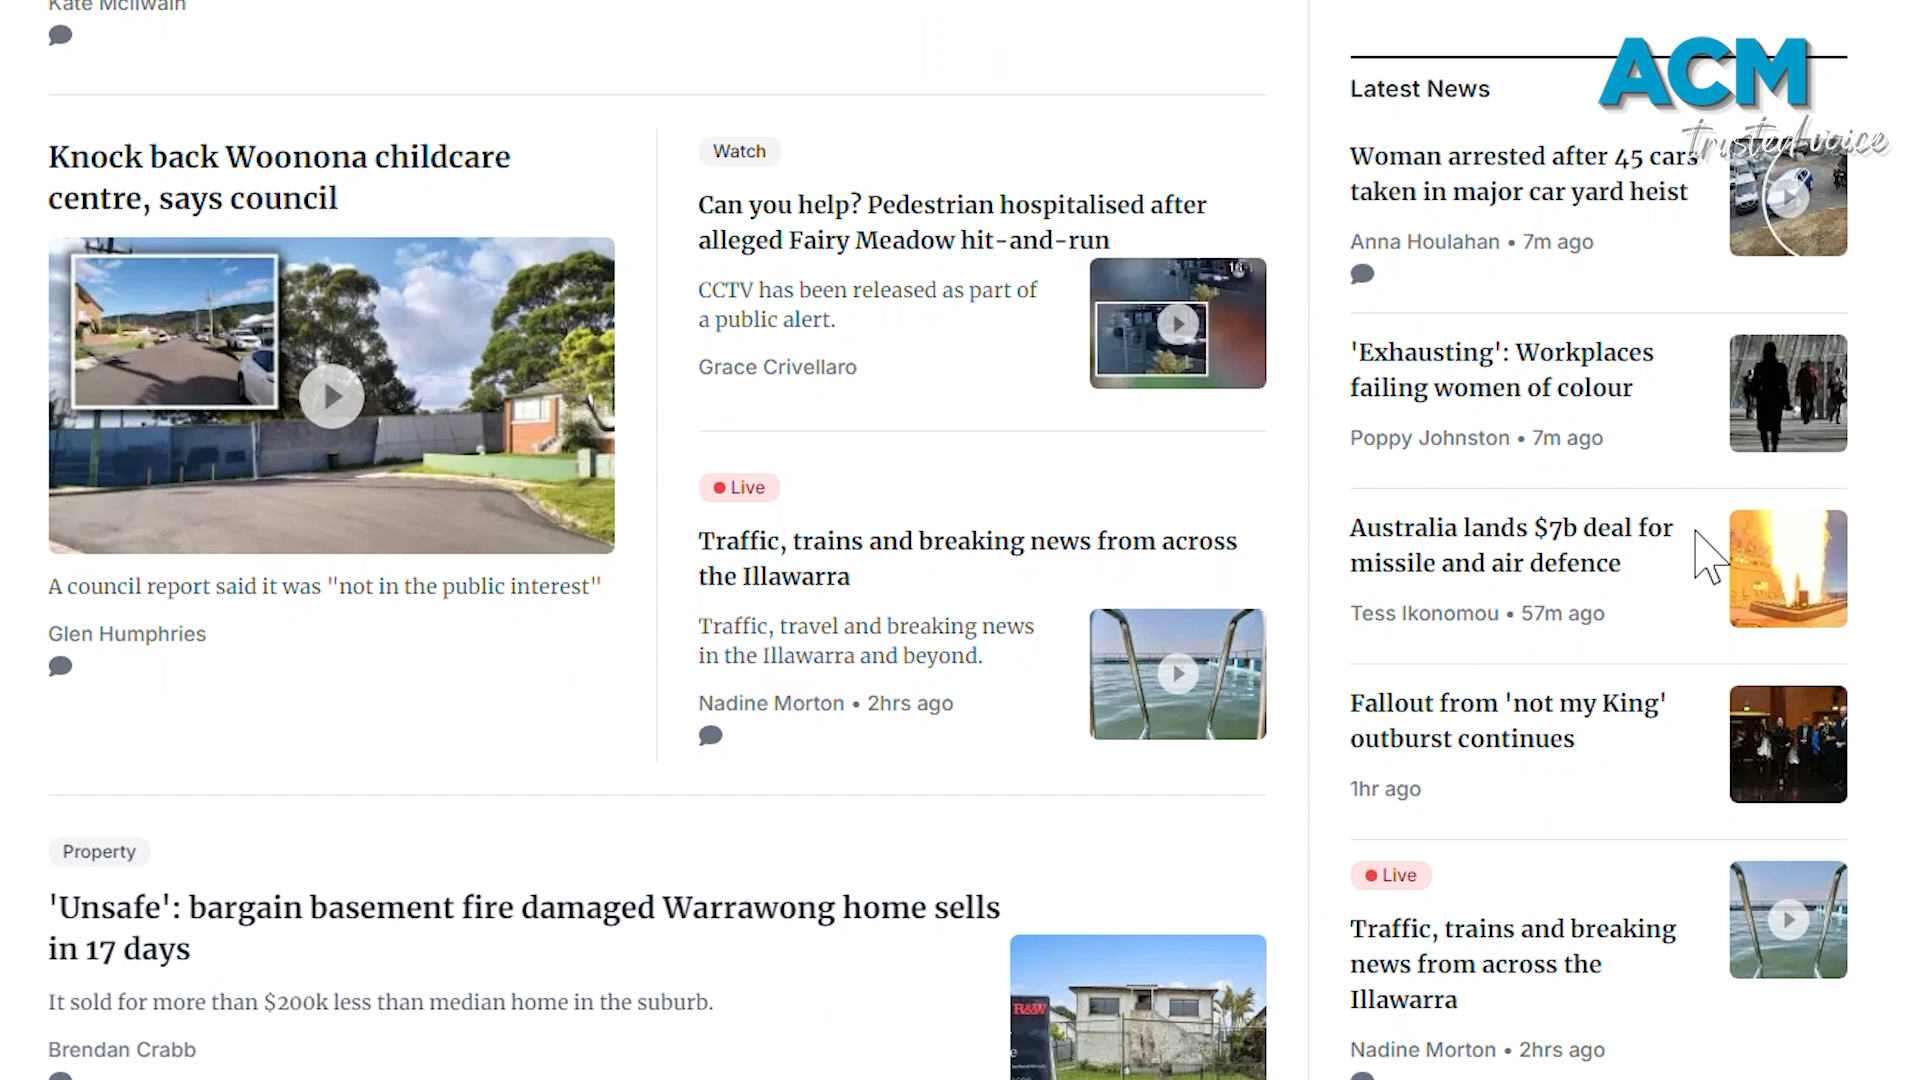 Kate McIlwain
Knock back Woonona childcare
centre, says council
A council report said it was "not in the public interest"
Glen Humphries
Watch
Can you help? Pedestrian hospitalised after
alleged Fairy Meadow hit-and-run
CCTV has been released as part of
a public alert.
Grace Crivellaro
Live
Traffic, trains and breaking news from across
the Illawarra
Traffic, travel and breaking news
in the Illawarra and beyond.
Nadine Morton • 2hrs ago
Property
'Unsafe': bargain basement fire damaged Warrawong home sells
in 17 days
It sold for more than $200k less than median home in the suburb.
Brendan Crabb
R&W
ACM
Trusted voice
Latest News
Woman arrested after 45 cars
taken in major car yard heist
Anna Houlahan • 7m ago
'Exhausting': Workplaces
failing women of colour
Poppy Johnston • 7m ago
Australia lands $7b deal for
missile and air defence
Tess Ikonomou • 57m ago
Fallout from 'not my King'
outburst continues
1hr ago
Live
Traffic, trains and breaking
news from across the
Illawarra
Nadine Morton • 2hrs ago